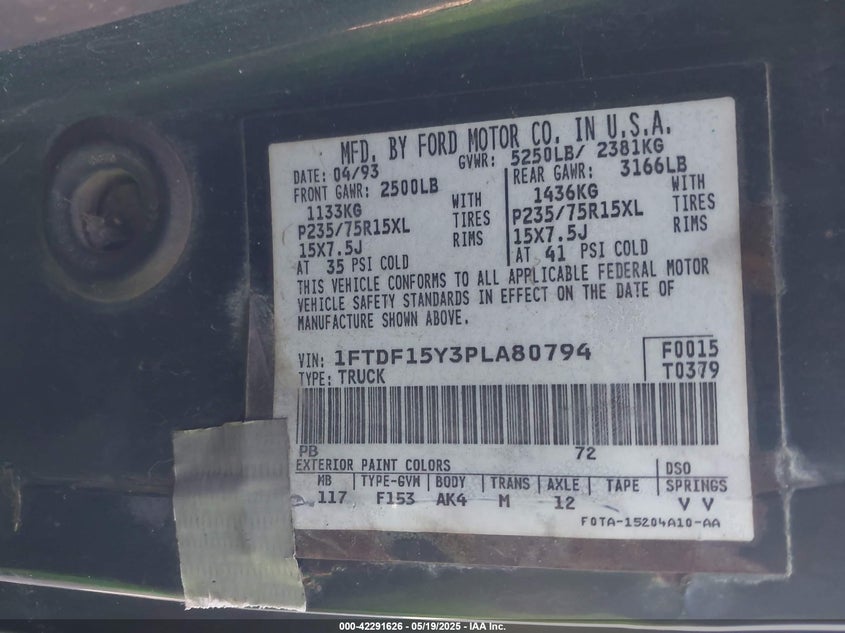 MFD. BY FORD MOTOR CO. IN U.S.A.
DATE: 04/93 GVWR: 5250LB/ 2381KG
FRONT GAWR: 2500LB REAR GAWR: 3166LB
1133KG WITH 1436KG WITH
P235/75R15XL TIRES P235/75R15XL TIRES
15X7.5J RIMS 15X7.5J RIMS
AT 35 PSI COLD AT 41 PSI COLD
THIS VEHICLE CONFORMS TO ALL APPLICABLE FEDERAL MOTOR
VEHICLE SAFETY STANDARDS IN EFFECT ON THE DATE OF
MANUFACTURE SHOWN ABOVE.
VIN: 1FTDF15Y3PLA80794 F0015
TYPE: TRUCK T0379
PB 72
EXTERIOR PAINT COLORS DSO
WB TYPE-GVW BODY TRANS AXLE TAPE SPRINGS
117 F153 AK4 M 12 V V
F0TA-15204A10-AA
000-42291626 - 05/19/2025 - IAA Inc.